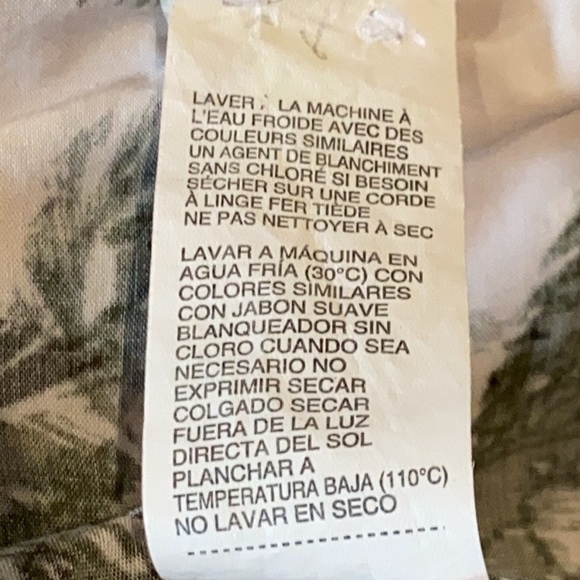 LAVER À LA MACHINE À
L'EAU FROIDE AVEC DES
COULEURS SIMILAIRES
UN AGENT DE BLANCHIMENT
SANS CHLORÉ SI BESOIN
SÉCHER SUR UNE CORDE
À LINGE FER TIÈDE
NE PAS NETTOYER À SEC
LAVAR A MÁQUINA EN
AGUA FRÍA (30°C) CON
COLORES SIMILARES
CON JABON SUAVE
BLANQUEADOR SIN
CLORO CUANDO SEA
NECESARIO NO
EXPRIMIR SECAR
COLGADO SECAR
FUERA DE LA LUZ
DIRECTA DEL SOL
PLANCHAR A
TEMPERATURA BAJA (110°C)
NO LAVAR EN SECO